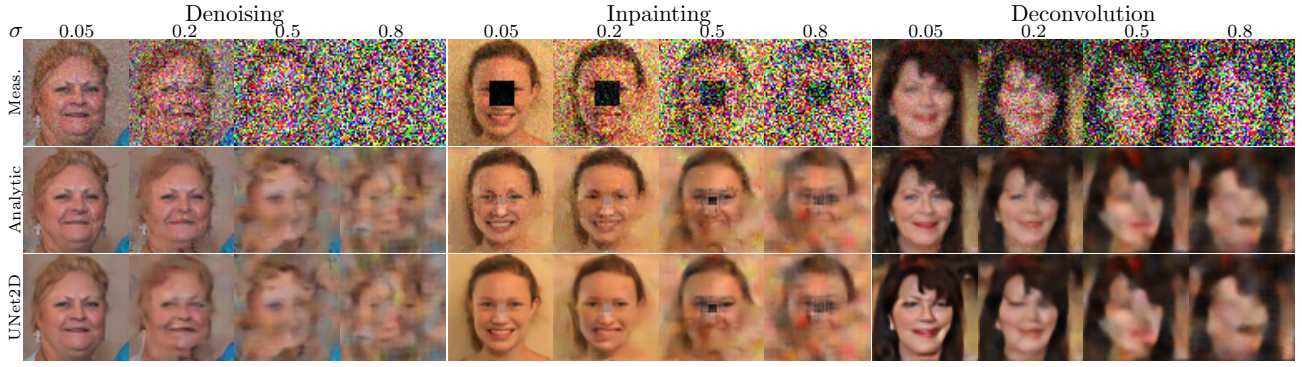 Denoising Inpainting Deconvolution
σ 0.05 0.2 0.5 0.8 0.05 0.2 0.5 0.8 0.05 0.2 0.5 0.8
Meas.
Analytic
UNet2D